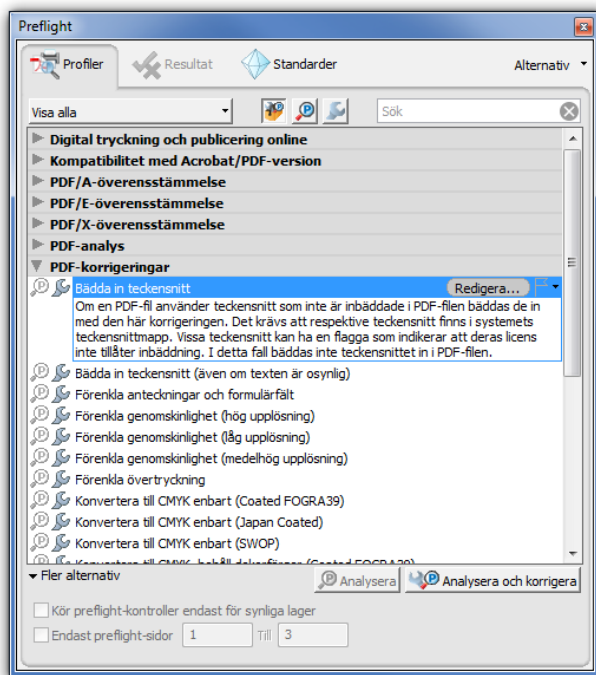 Preflight
Profiler
Resultat
Standarder
Alternativ
Visa alla
Sök
Digital tryckning och publicering online
Kompatibilitet med Acrobat/PDF-version
PDF/A-överensstämmelse
PDF/E-överensstämmelse
PDF/X-överensstämmelse
PDF-analys
PDF-korrigeringar
Bädda in teckensnitt Redigera...
Om en PDF-fil använder teckensnitt som inte är inbäddade i PDF-filen bäddas de in
med den här korrigeringen. Det krävs att respektive teckensnitt finns i systemets
teckensnittmapp. Vissa teckensnitt kan ha en flagga som indikerar att deras licens
inte tillåter inbäddning. I detta fall bäddas inte teckensnittet in i PDF-filen.
Bädda in teckensnitt (även om texten är osynlig)
Förenkla anteckningar och formulärfält
Förenkla genomskinlighet (hög upplösning)
Förenkla genomskinlighet (låg upplösning)
Förenkla genomskinlighet (medelhög upplösning)
Förenkla övertryckning
Konvertera till CMYK enbart (Coated FOGRA39)
Konvertera till CMYK enbart (Japan Coated)
Konvertera till CMYK enbart (SWOP)
Konvertera till CMYK, behåll dekorfärger (Coated FOGRA39)
Fler alternativ
Analysera
Analysera och korrigera
Kör preflight-kontroller endast för synliga lager
Endast preflight-sidor 1 Till 3